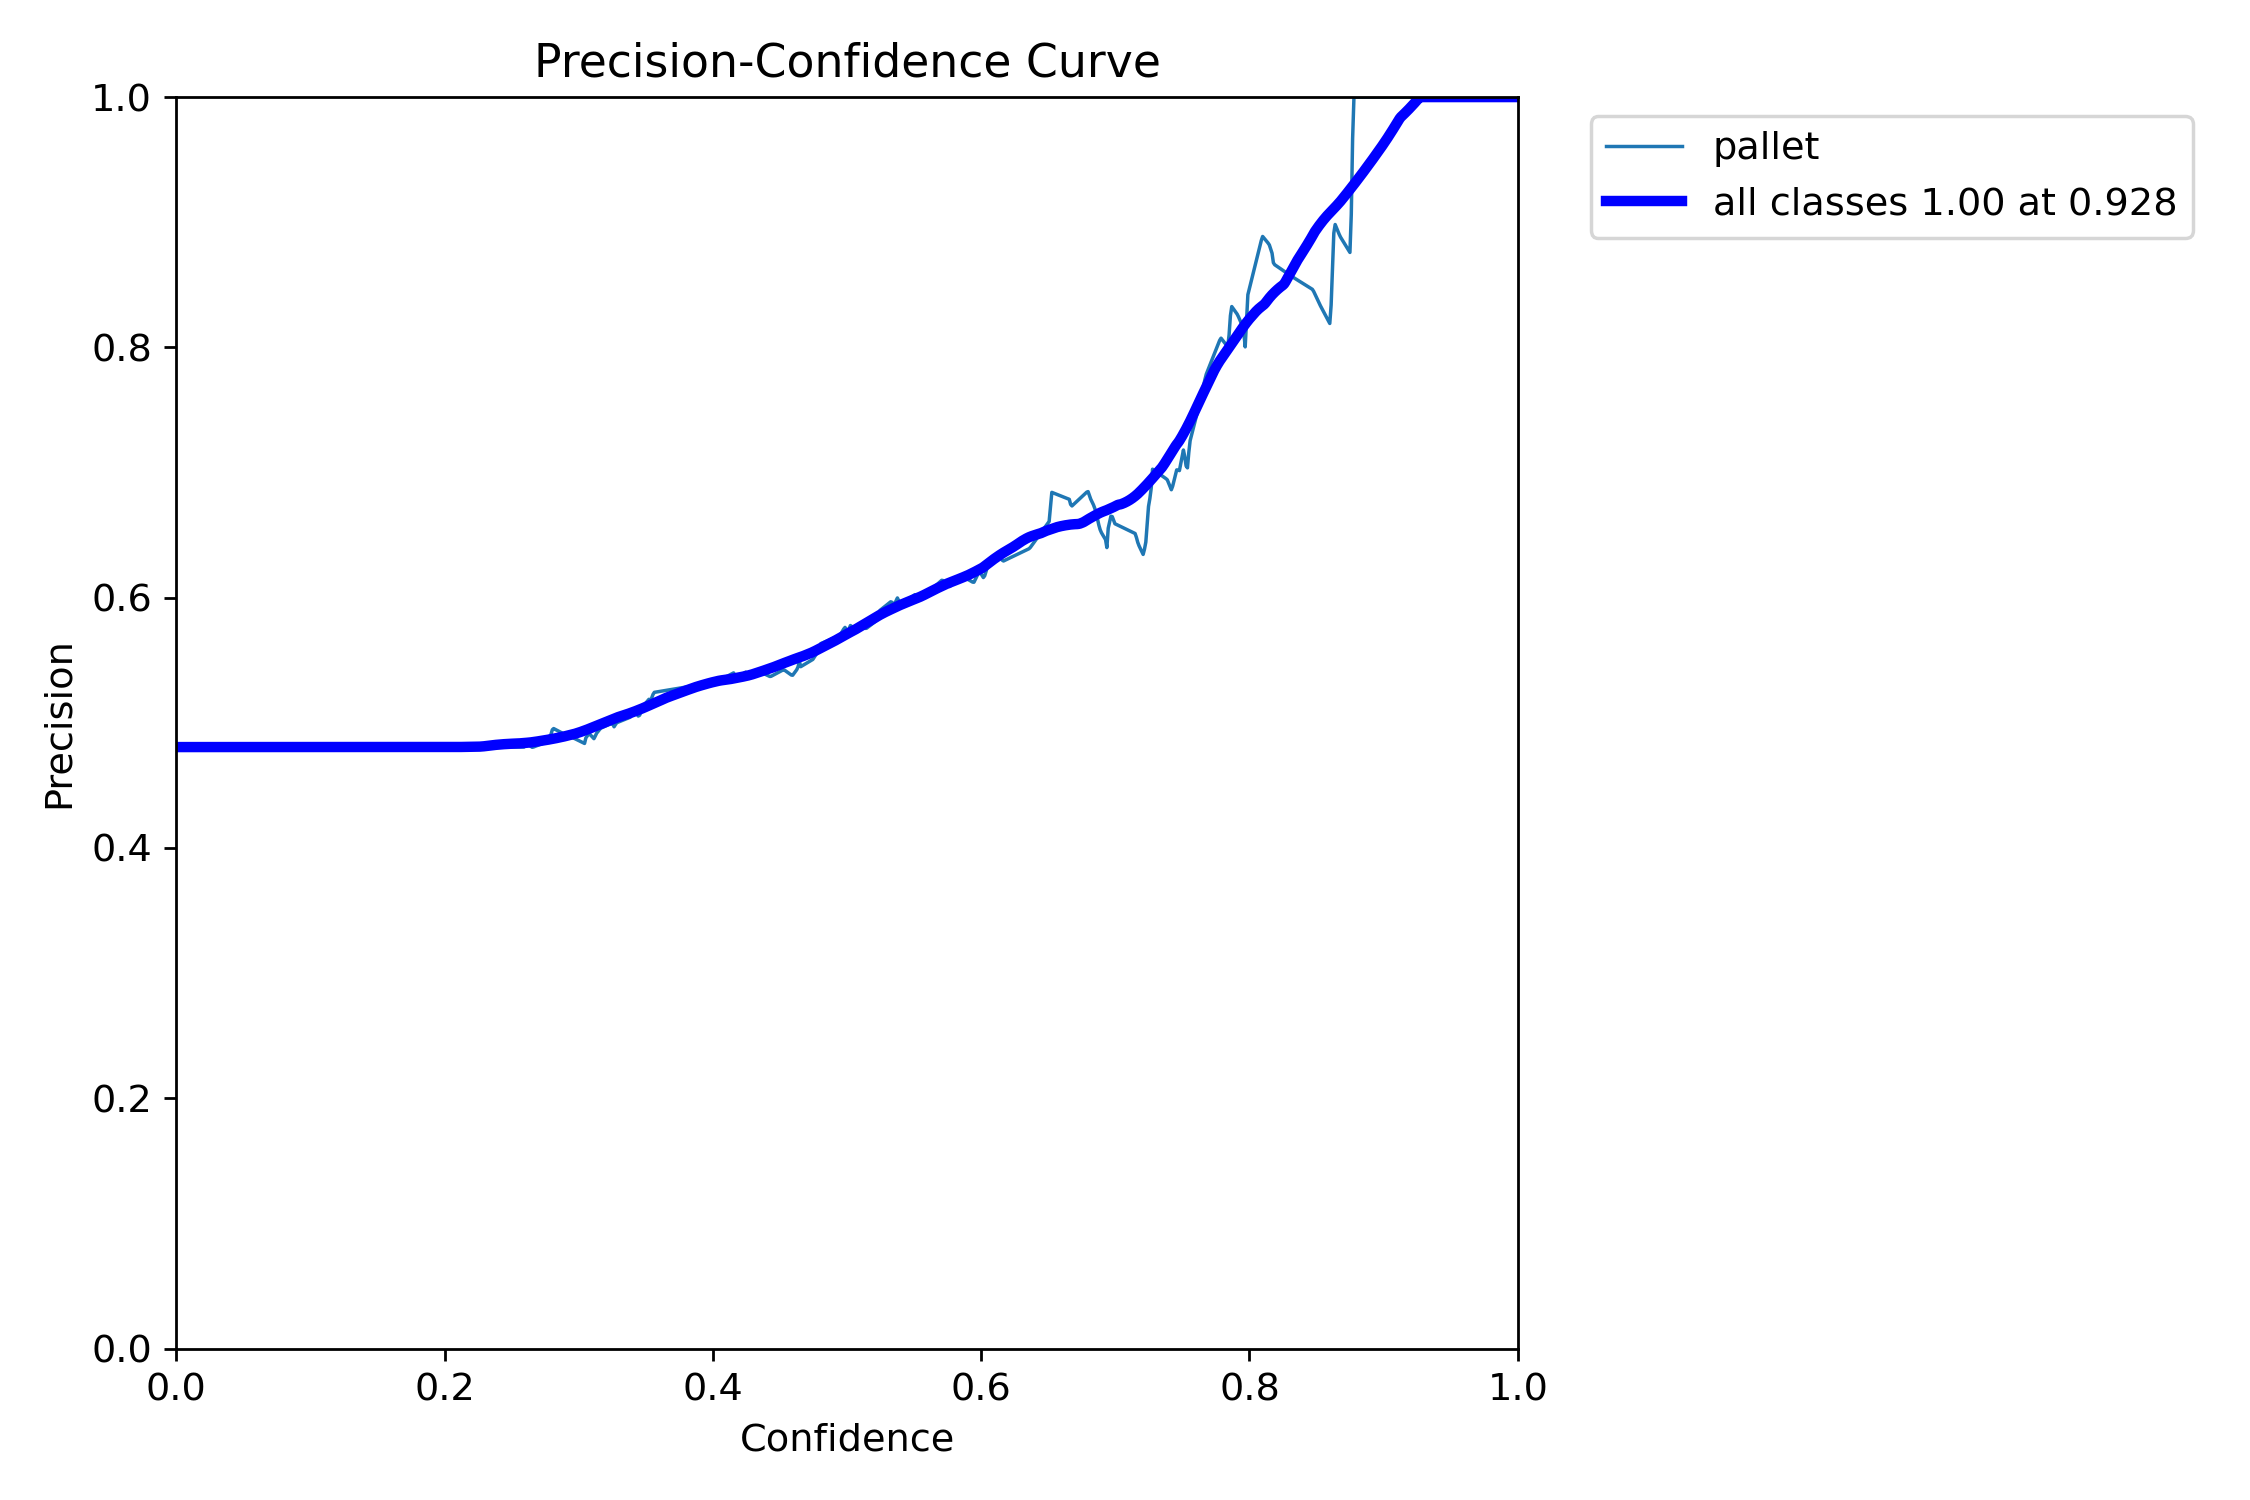 Precision-Confidence Curve
1.0
0.8
0.6
0.4
0.2
0.0
Precision
0.0 0.2 0.4 0.6 0.8 1.0
Confidence
pallet
all classes 1.00 at 0.928